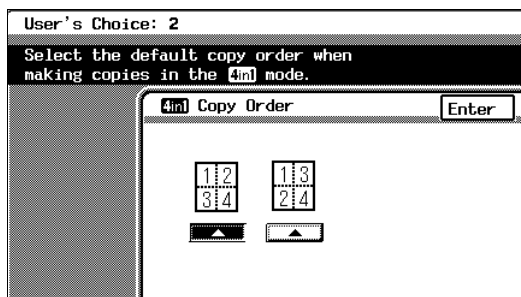 User's Choice: 2
Select the default copy order when
making copies in the 4in1 mode.
4in1 Copy Order
Enter
1 2
3 4
1 3
2 4